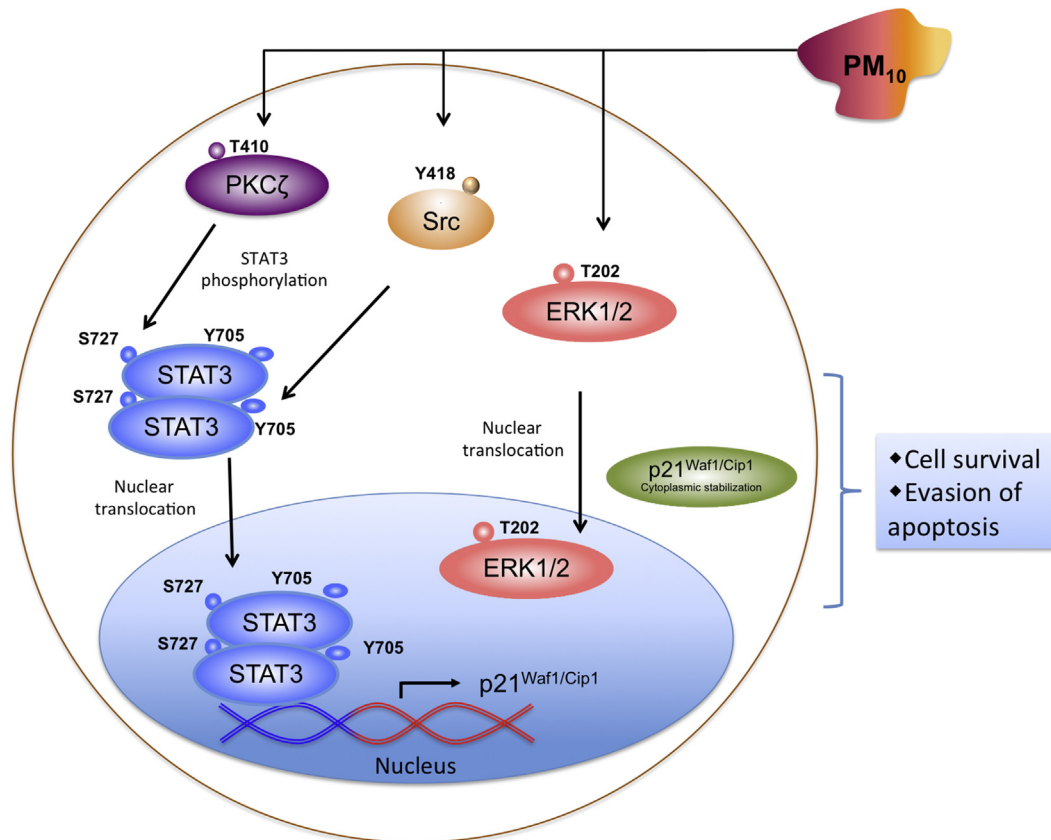 PM10
T410
PKCζ
Y418
Src
STAT3
phosphorylation
T202
ERK1/2
S727
Y705
STAT3
S727
STAT3
Y705
Nuclear
translocation
Nuclear
translocation
p21Waf1/Cip1
Cytoplasmic stabilization
◆Cell survival
◆Evasion of
apoptosis
T202
ERK1/2
S727
Y705
STAT3
S727
Y705
STAT3
p21Waf1/Cip1
Nucleus